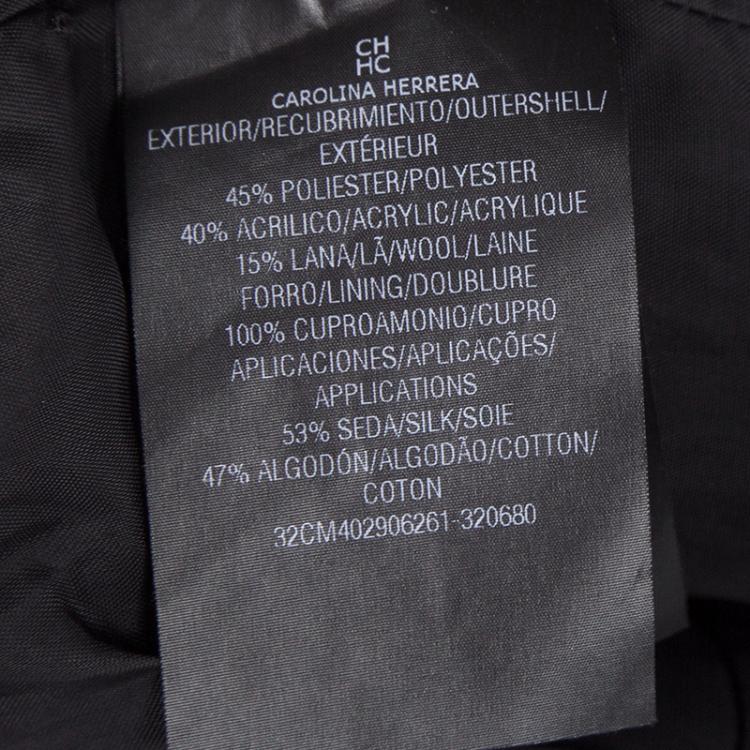 CH
HC
CAROLINA HERRERA
EXTERIOR/RECUBRIMIENTO/OUTERSHELL/
EXTÉRIEUR
45% POLIESTER/POLYESTER
40% ACRILICO/ACRYLIC/ACRYLIQUE
15% LANA/LÃ/WOOL/LAINE
FORRO/LINING/DOUBLURE
100% CUPROAMONIO/CUPRO
APLICACIONES/APLICAÇÕES/
APPLICATIONS
53% SEDA/SILK/SOIE
47% ALGODÓN/ALGODÃO/COTTON/
COTON
32CM402906261-320680